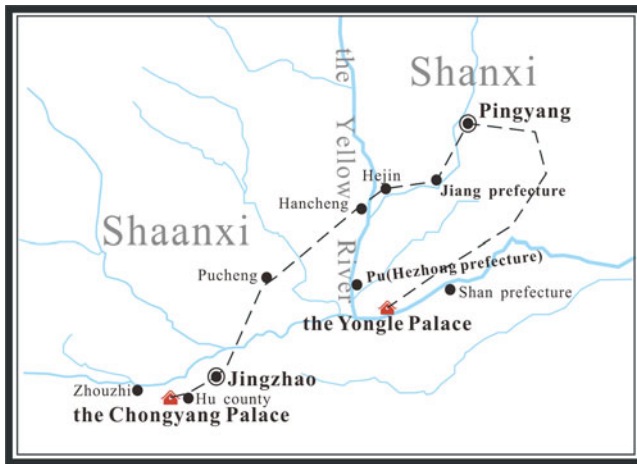 the Yellow River
Shanxi
Pingyang
Hejin
Jiang prefecture
Hancheng
Shaanxi
Pucheng
Pu(Hezhong prefecture)
Shan prefecture
the Yongle Palace
Jingzhao
Zhouzhi
Hu county
the Chongyang Palace